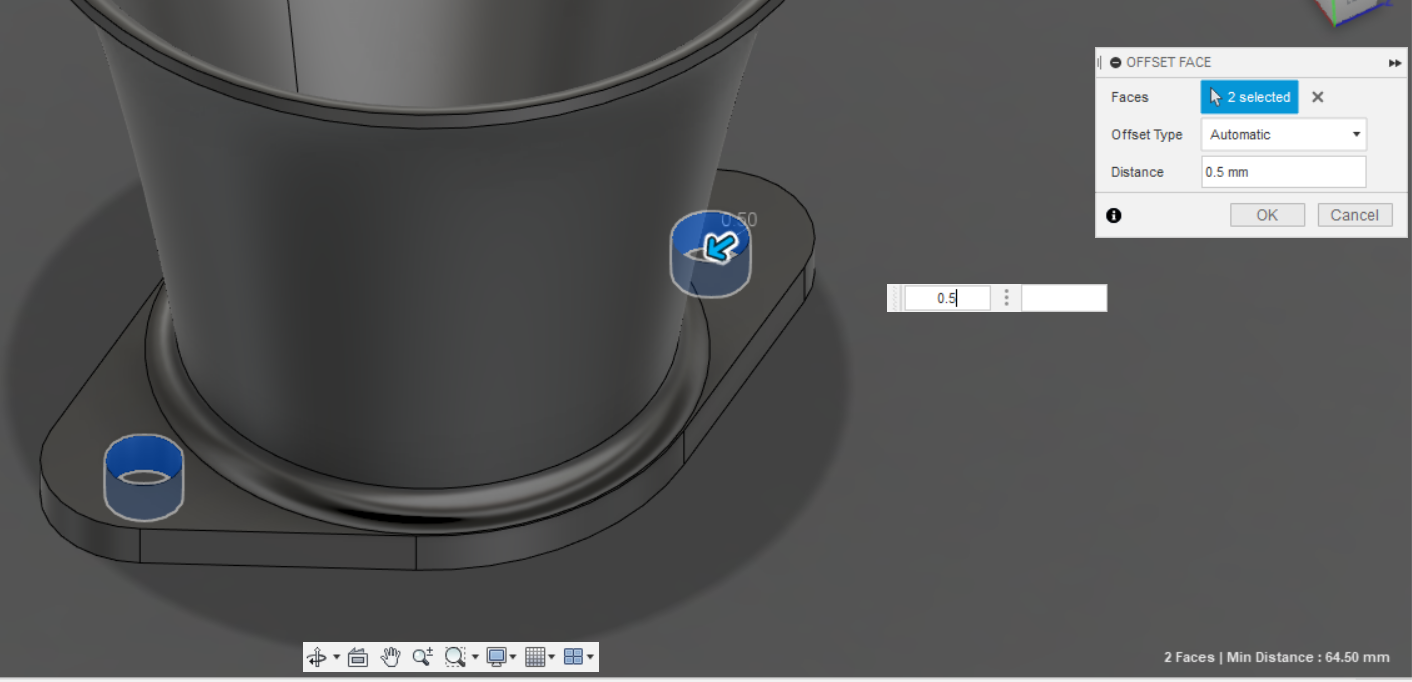 OFFSET FACE
Faces
2 selected
Offset Type
Automatic
Distance
0.5 mm
OK
Cancel
0.50
0.5
2 Faces | Min Distance : 64.50 mm